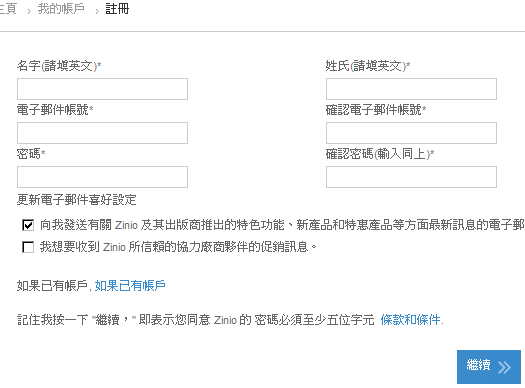 主頁 › 我的帳戶 › 註冊
名字(請填英文)* 姓氏(請填英文)*
電子郵件帳號* 確認電子郵件帳號*
密碼* 確認密碼(輸入同上)*
更新電子郵件喜好設定
向我發送有關 Zinio 及其出版商推出的特色功能、新產品和特惠產品等方面最新訊息的電子郵
我想要收到 Zinio 所信賴的協力廠商夥伴的促銷訊息。
如果已有帳戶, 如果已有帳戶
記住我按一下 "繼續，" 即表示您同意 Zinio 的 密碼必須至少五位字元 條款和條件.
繼續